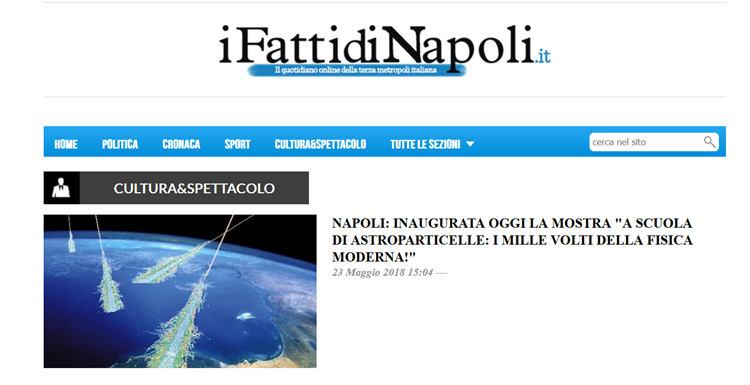 iFattidiNapoli.it
Il quotidiano online della terza metropoli italiana
HOME POLITICA CRONACA SPORT CULTURA&SPETTACOLO TUTTE LE SEZIONI cerca nel sito
CULTURA&SPETTACOLO
NAPOLI: INAUGURATA OGGI LA MOSTRA "A SCUOLA
DI ASTROPARTICELLE: I MILLE VOLTI DELLA FISICA
MODERNA!"
23 Maggio 2018 15:04 —